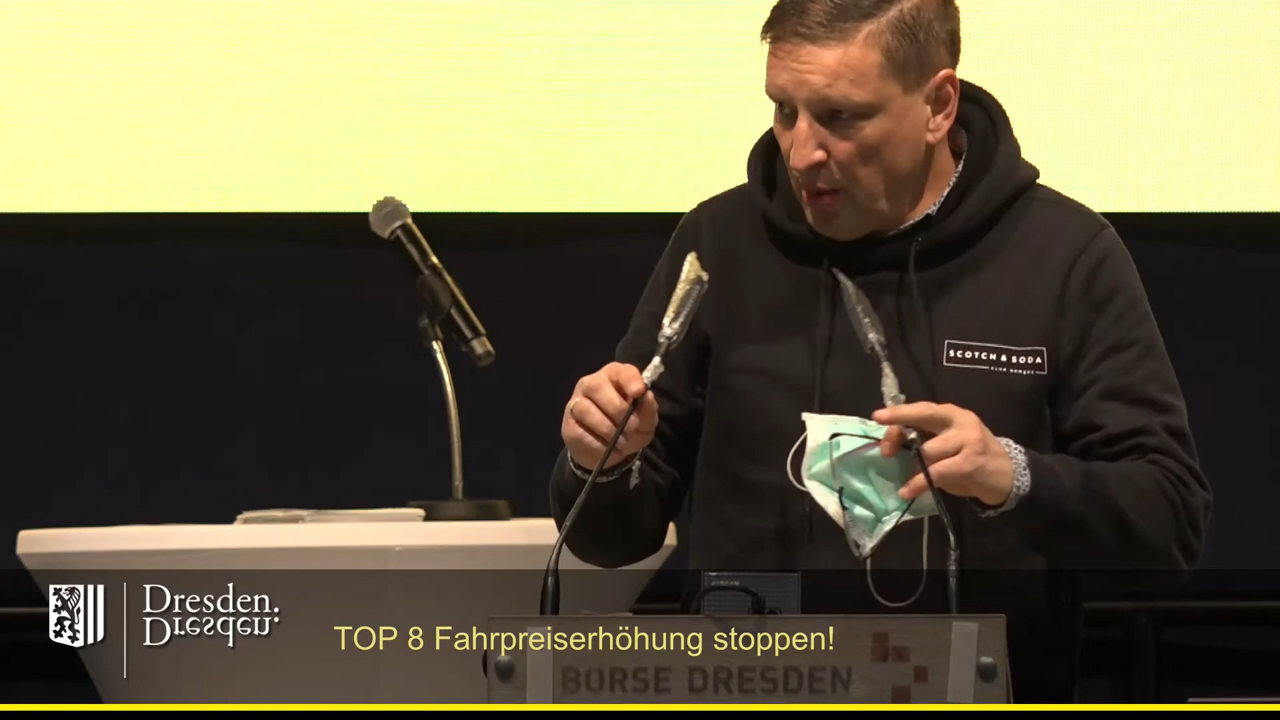 SCOTCH & SODA
Dresden.
Dresden.
TOP 8 Fahrpreiserhöhung stoppen!
BÖRSE DRESDEN